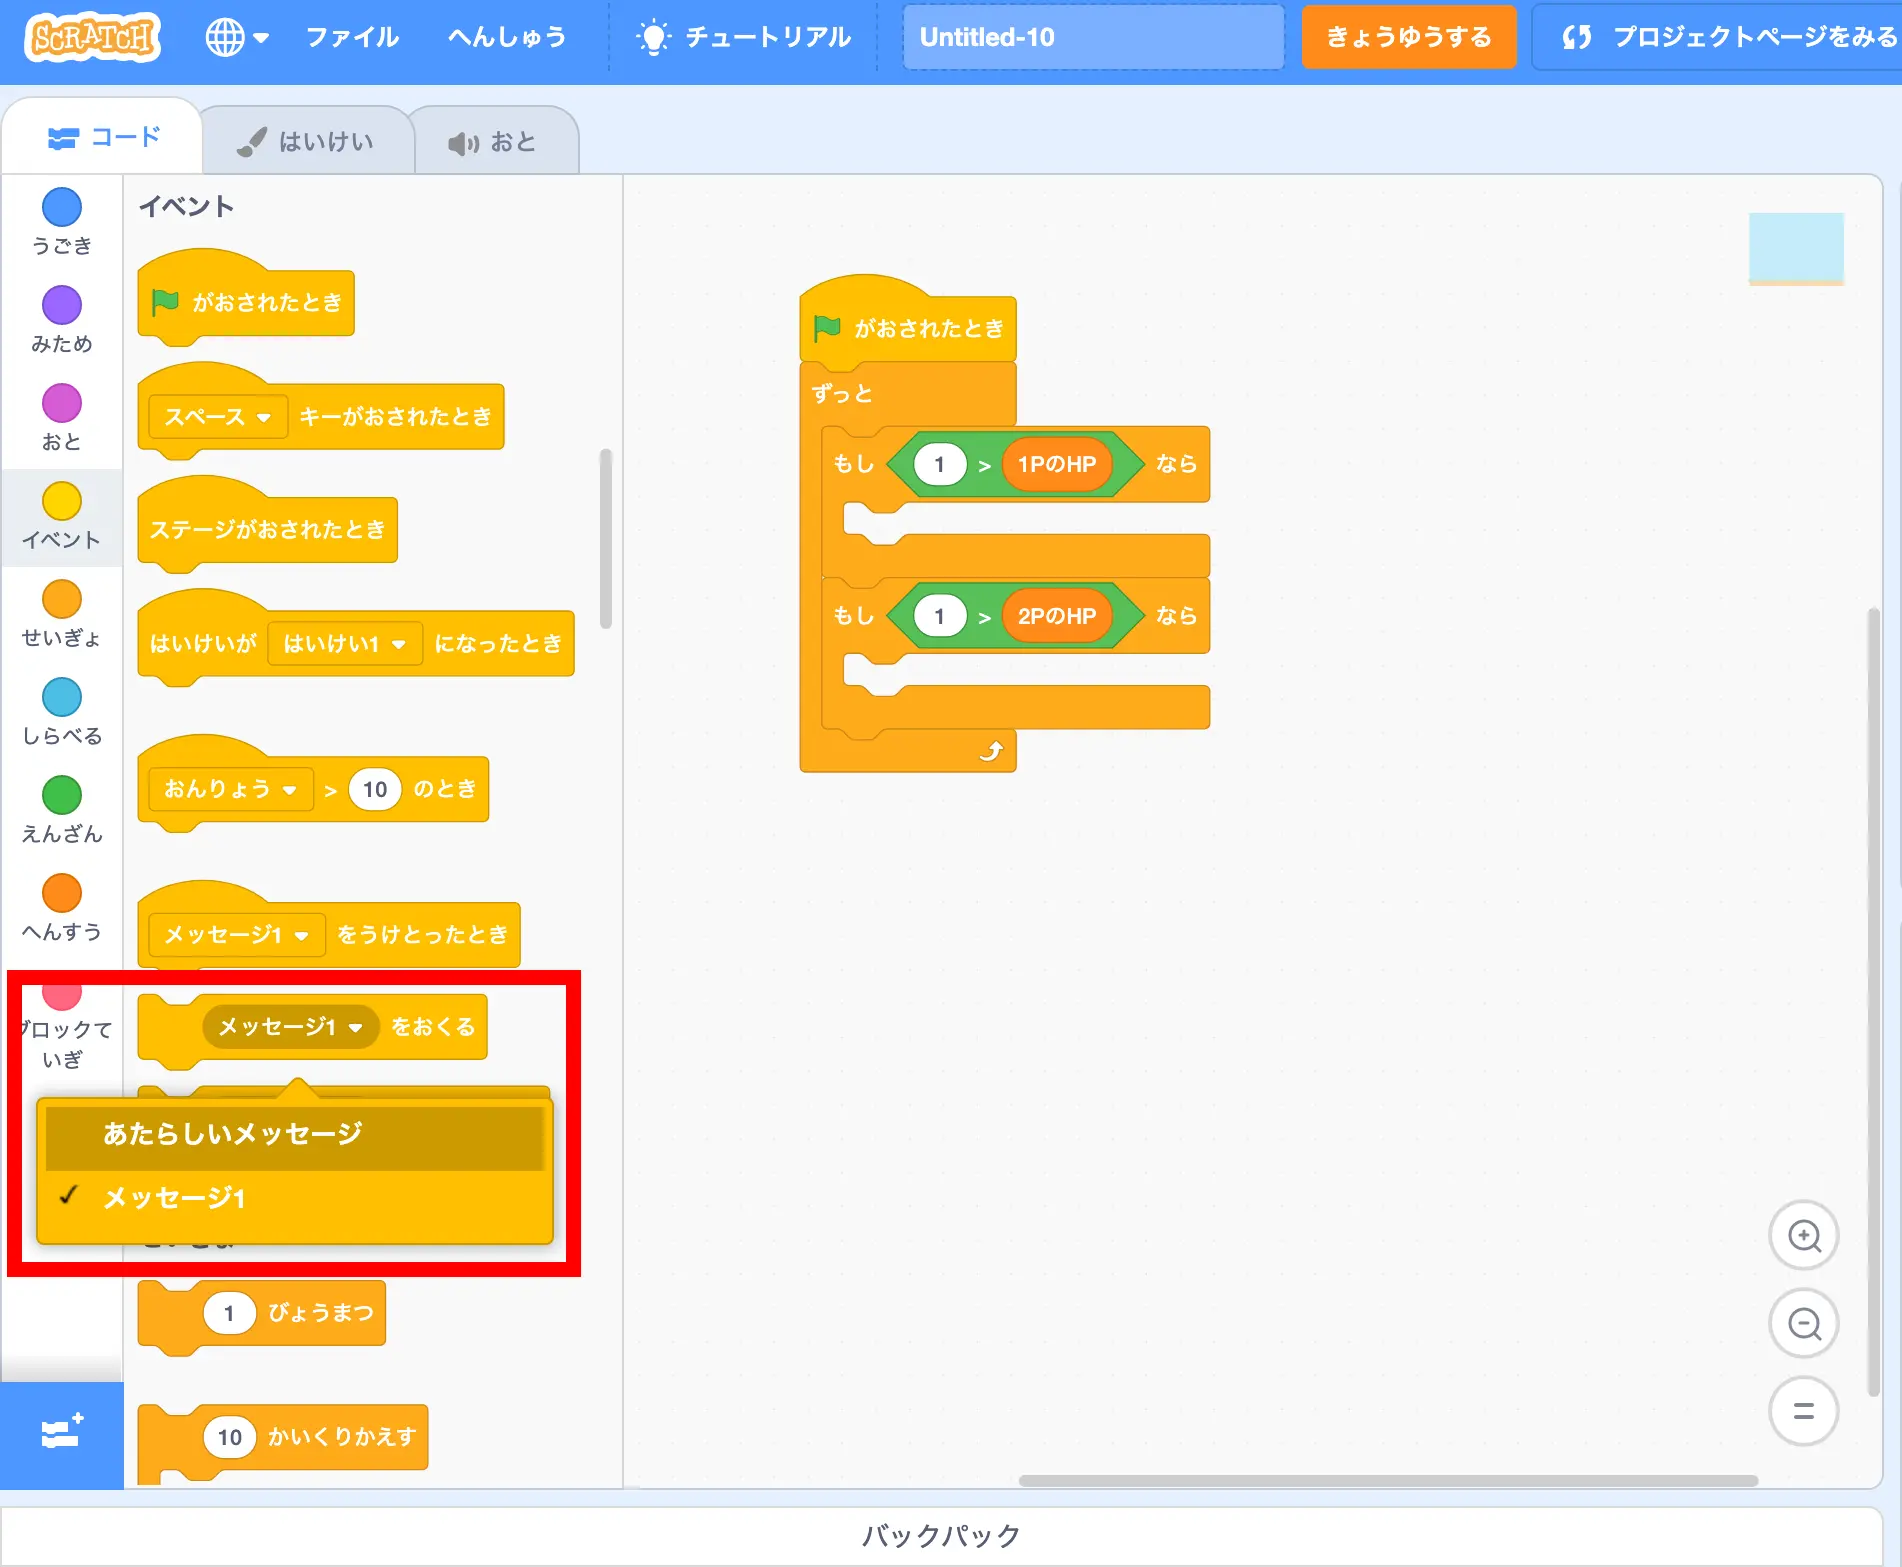 SCRATCH ファイル へんしゅう チュートリアル Untitled-10 きょうゆうする プロジェクトページをみる
コード はいけい おと
うごき
みため
おと
イベント
せいぎょ
しらべる
えんざん
へんすう
ブロックて
いぎ
イベント
がおされたとき
スペース キーがおされたとき
ステージがおされたとき
はいけいが はいけい1 になったとき
おんりょう > 10 のとき
メッセージ1 をうけとったとき
メッセージ1 をおくる
あたらしいメッセージ
✓ メッセージ1
1 びょうまつ
10 かいくりかえす
がおされたとき
ずっと
もし 1 > 1PのHP なら
もし 1 > 2PのHP なら
バックパック